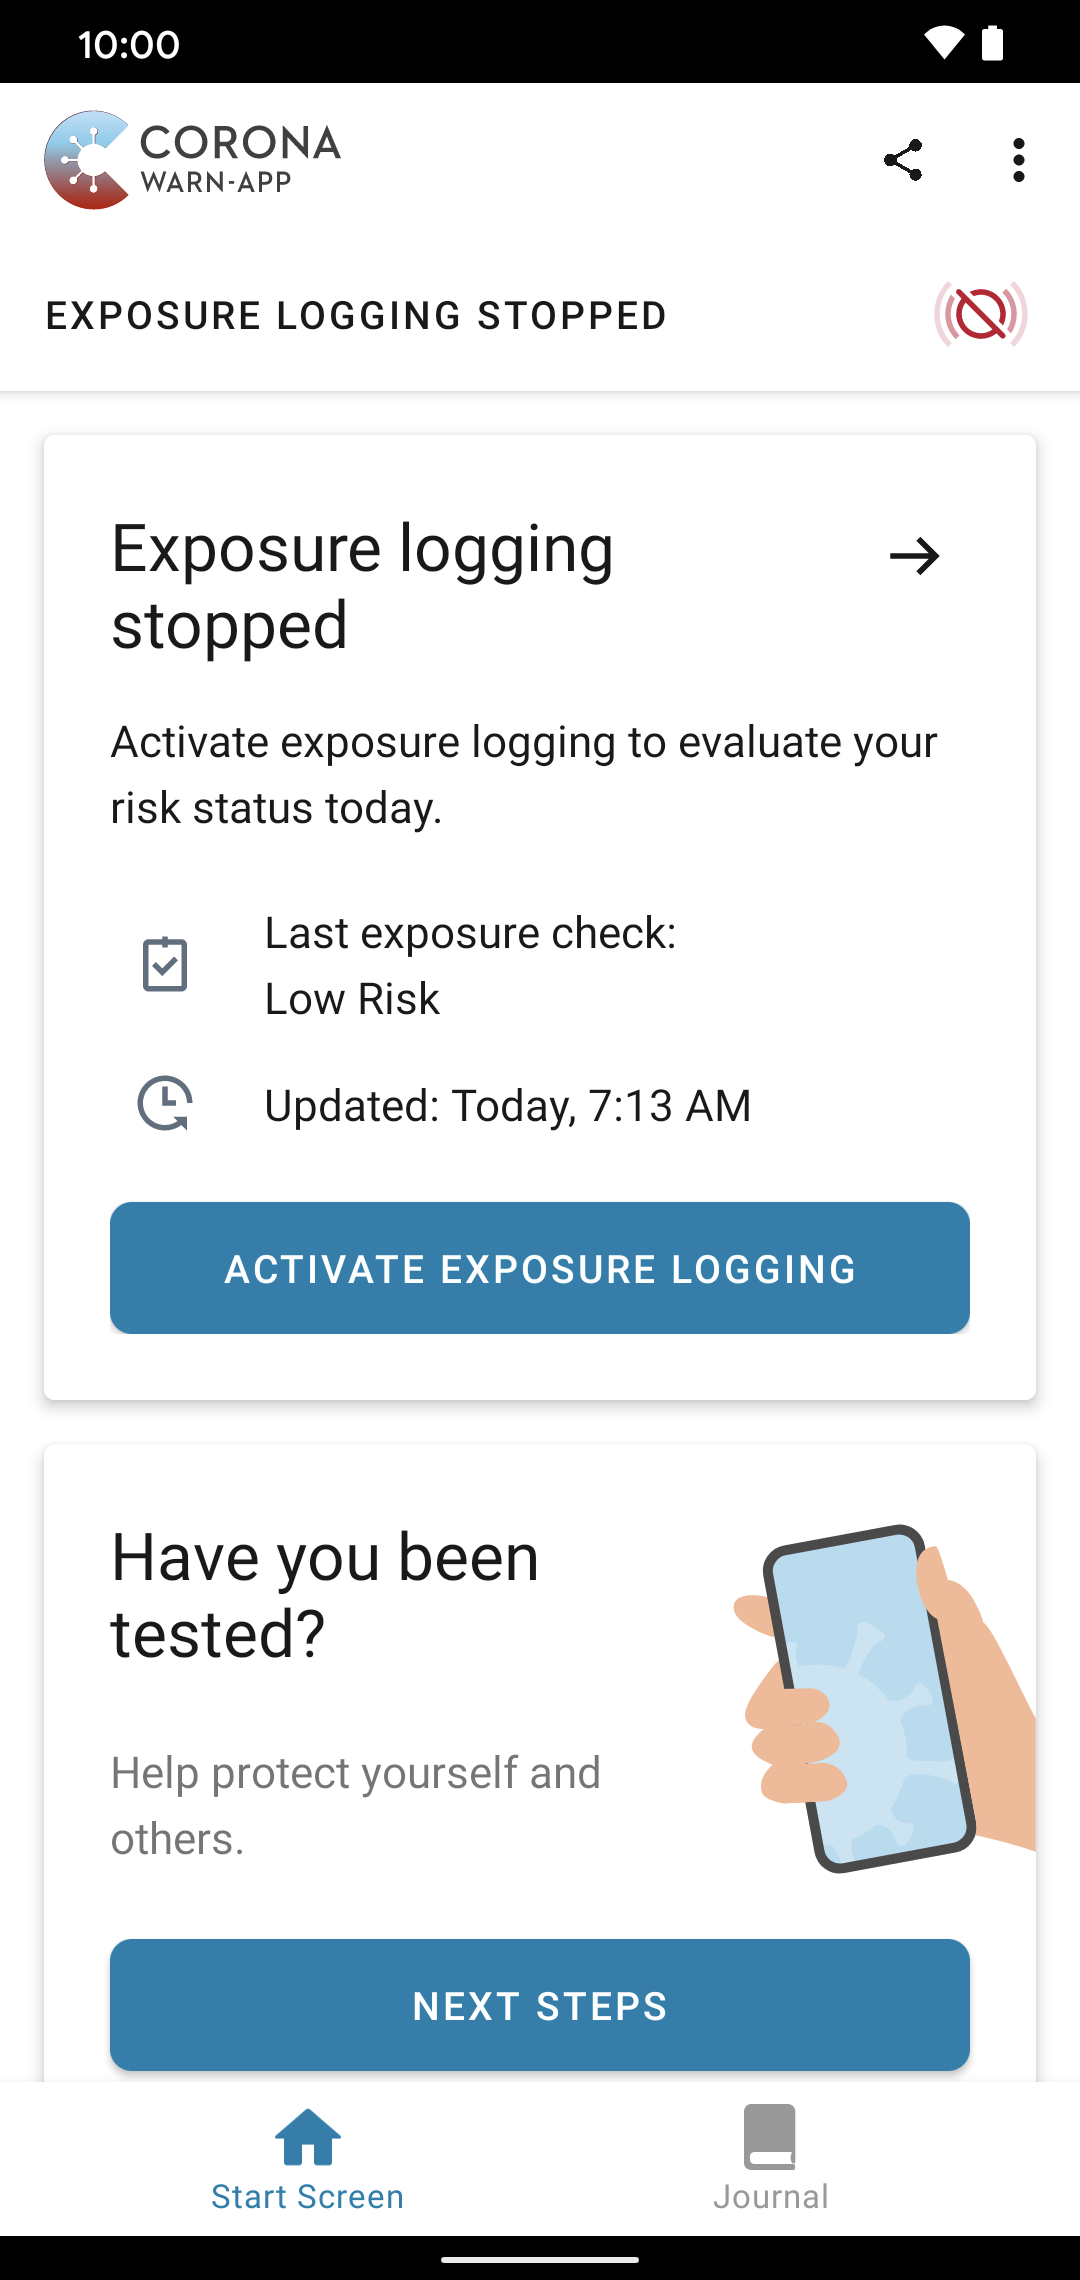 10:00
CORONA
WARN-APP
EXPOSURE LOGGING STOPPED
Exposure logging
stopped
Activate exposure logging to evaluate your
risk status today.
Last exposure check:
Low Risk
Updated: Today, 7:13 AM
ACTIVATE EXPOSURE LOGGING
Have you been
tested?
Help protect yourself and
others.
NEXT STEPS
Start Screen
Journal